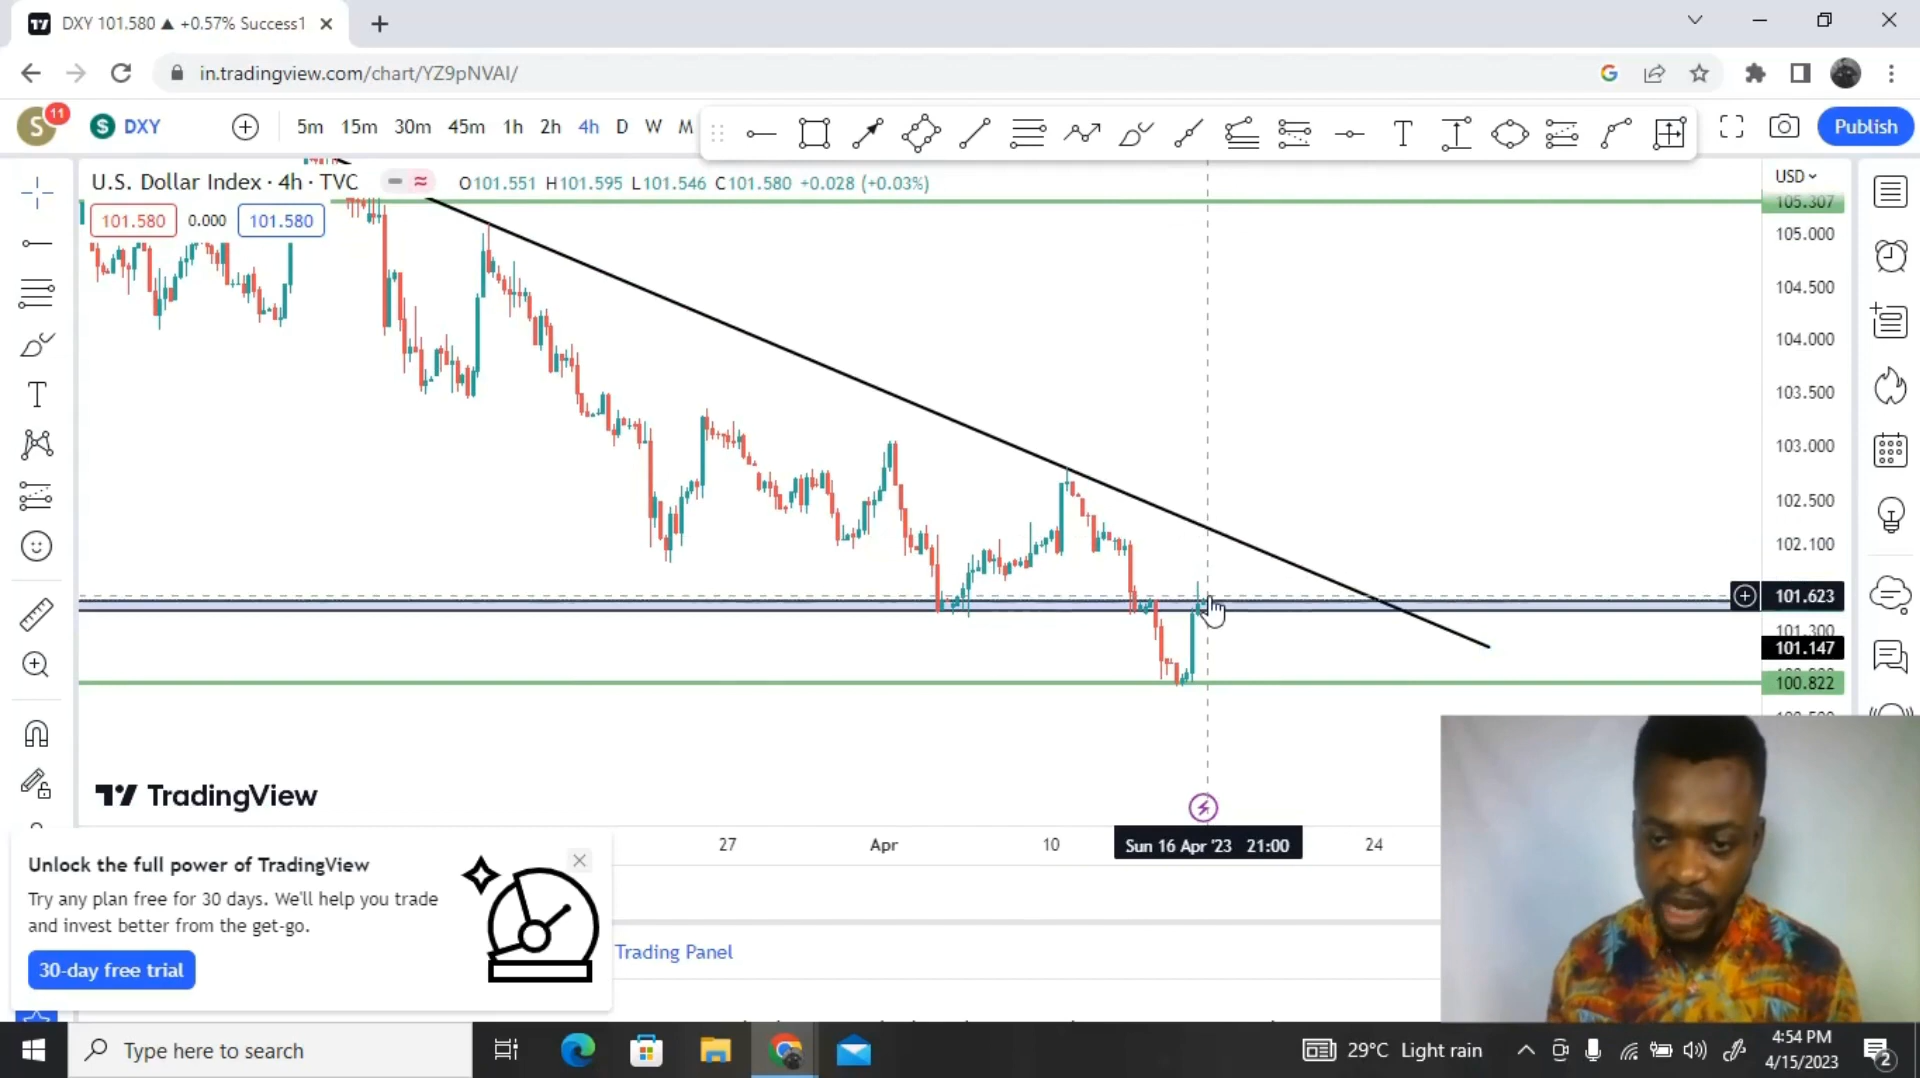 DXY 101.580 ▲ +0.57% Success1
in.tradingview.com/chart/YZ9pNVAI/
S 11 S DXY 5m 15m 30m 45m 1h 2h 4h D W M T Publish
U.S. Dollar Index · 4h · TVC O101.551 H101.595 L101.546 C101.580 +0.028 (+0.03%) USD
105.307
101.580 0.000 101.580
105.000
104.500
104.000
103.500
103.000
102.500
102.100
101.623
101.300
101.147
100.822
TradingView
27 Apr 10 Sun 16 Apr '23 21:00 24
Unlock the full power of TradingView
Try any plan free for 30 days. We'll help you trade
and invest better from the get-go.
30-day free trial
Trading Panel
Type here to search
29°C Light rain
4:54 PM
4/15/2023
2